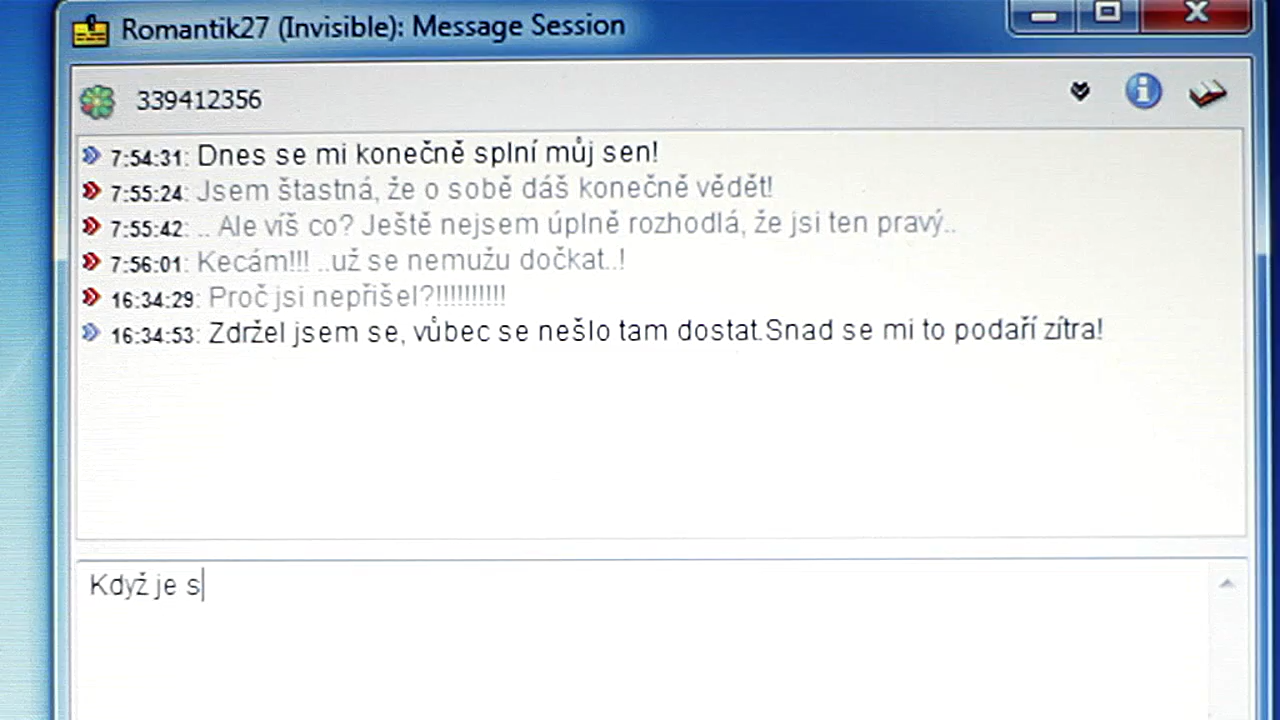 Romantik27 (Invisible): Message Session
339412356
7:54:31: Dnes se mi konečně splní můj sen!
7:55:24: Jsem štastná, že o sobě dáš konečně vědět!
7:55:42: .. Ale víš co? Ještě nejsem úplně rozhodlá, že jsi ten pravý..
7:56:01: Kecám!!! ..už se nemužu dočkat..!
16:34:29: Proč jsi nepřišel?!!!!!!!!!!
16:34:53: Zdržel jsem se, vůbec se nešlo tam dostat.Snad se mi to podaří zítra!
Když je s